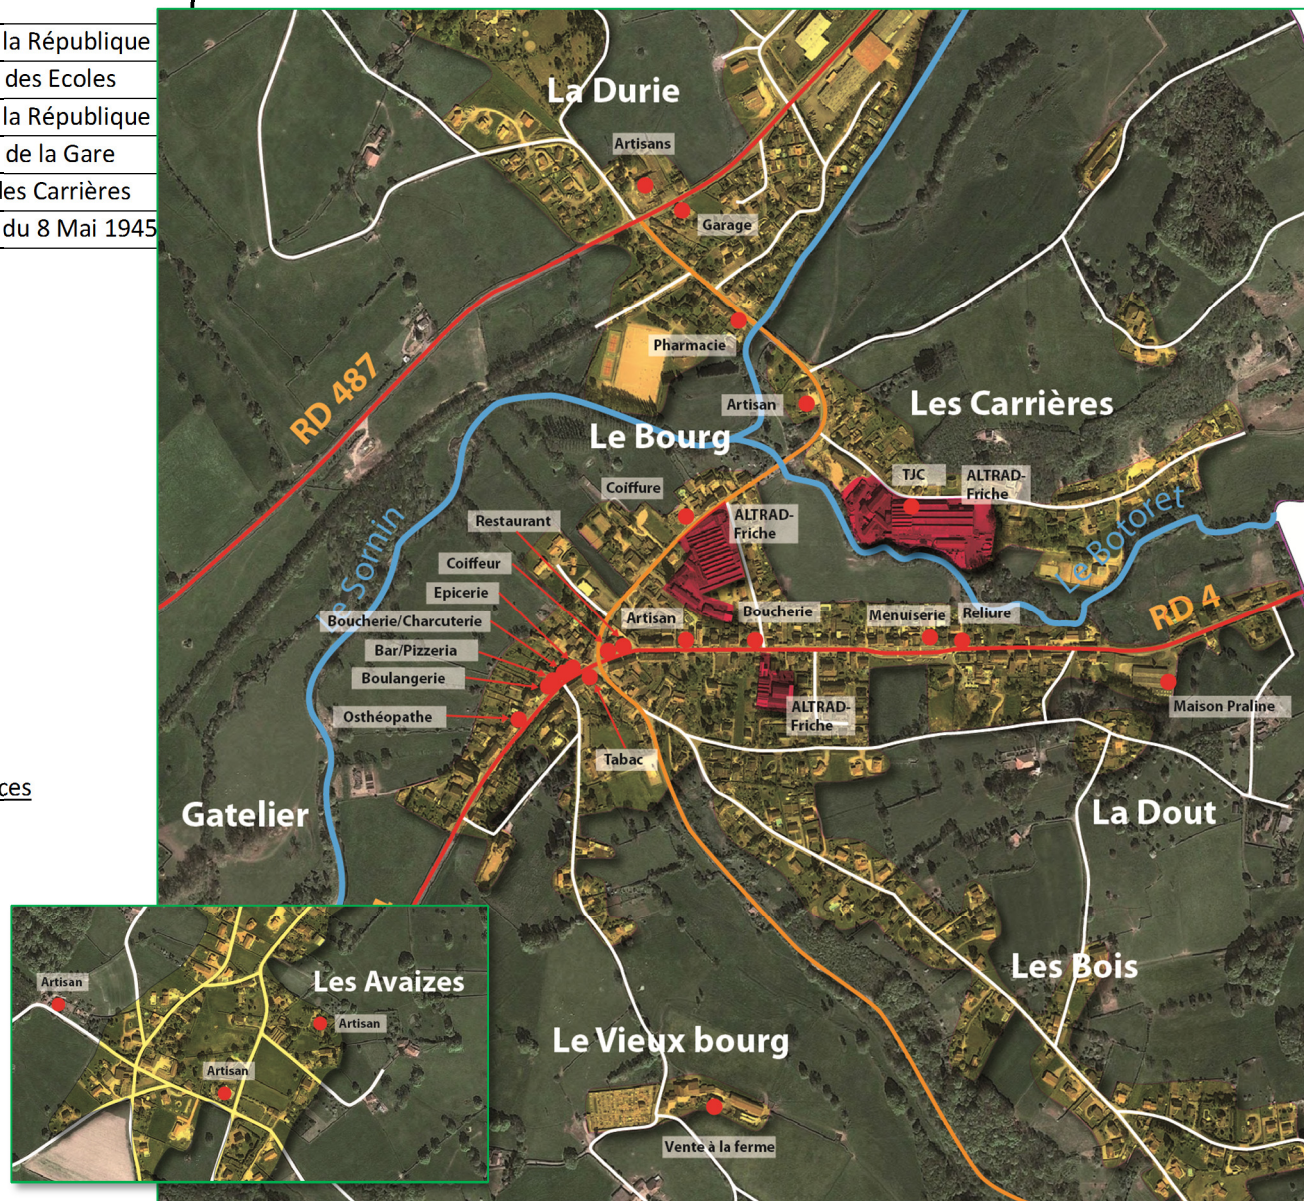 la République
des Ecoles
la République
de la Gare
les Carrières
du 8 Mai 1945
La Durie
Artisans
Garage
Pharmacie
RD 487
Artisan
Les Carrières
Le Bourg
TJC
ALTRAD-
Friche
Coiffure
Restaurant
ALTRAD-
Friche
Le Sornin
Le Botoret
Coiffeur
Epicerie
RD 4
Boucherie/Charcuterie
Artisan
Boucherie
Menuiserie
Reliure
Bar/Pizzeria
Boulangerie
Osthéopathe
ALTRAD-
Friche
Maison Praline
Tabac
ces
Gatelier
La Dout
Les Bois
Les Avaizes
Artisan
Artisan
Artisan
Le Vieux bourg
Vente à la ferme